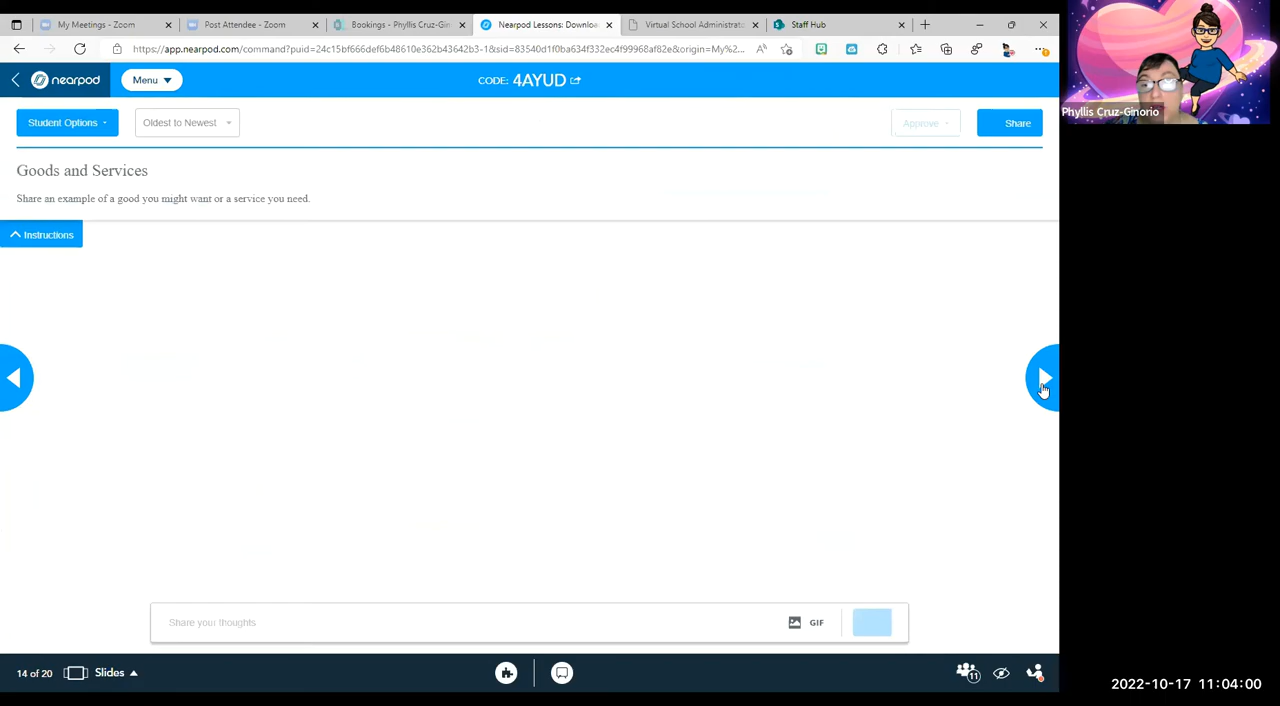 My Meetings - Zoom
Post Attendee - Zoom
Bookings - Phyllis Cruz-Gin
Nearpod Lessons: Downloa
Virtual School Administrato
Staff Hub
https://app.nearpod.com/command?puid=24c15bf666def6b48610e362b43642b3-1&sid=83540d1f0ba634f332ec4f99968af82e&origin=My%2...
nearpod
Menu
CODE: 4AYUD
Student Options
Oldest to Newest
Approve
Share
Phyllis Cruz-Ginorio
Goods and Services
Share an example of a good you might want or a service you need.
Instructions
Share your thoughts
GIF
14 of 20
Slides
11
2022-10-17 11:04:00